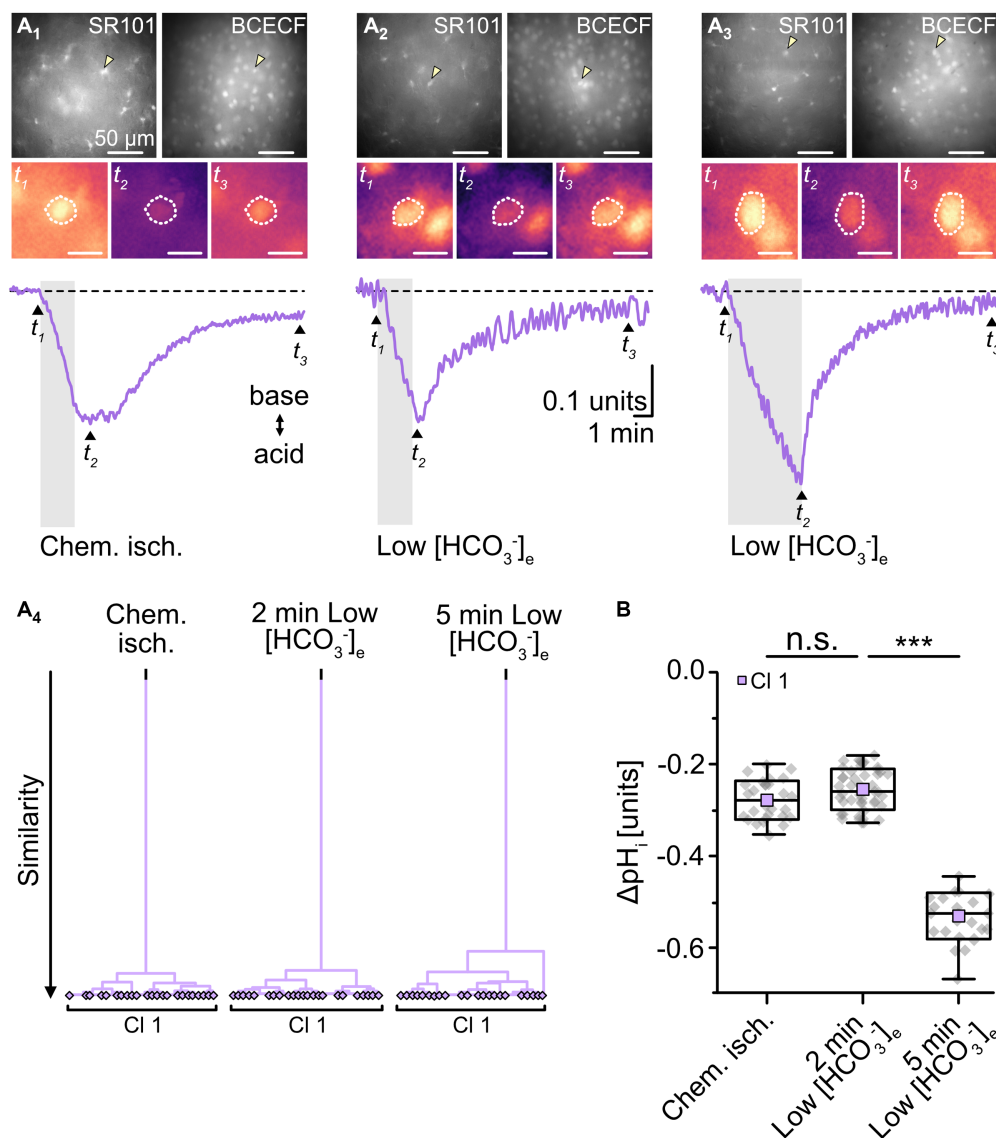 A1
SR101
BCECF
50 µm
t1
t2
t3
t1
t2
t3
base
acid
Chem. isch.
A2
SR101
BCECF
t1
t2
t3
t1
t2
t3
0.1 units
1 min
Low [HCO3-]e
A3
SR101
BCECF
t1
t2
t3
t1
t2
t3
Low [HCO3-]e
A4
Similarity
Chem.
isch.
2 min Low
[HCO3-]e
5 min Low
[HCO3-]e
Cl 1
Cl 1
Cl 1
B
n.s.
***
Cl 1
0.0
-0.2
-0.4
-0.6
ΔpHi [units]
Chem. isch.
2 min
Low [HCO3-]e
5 min
Low [HCO3-]e